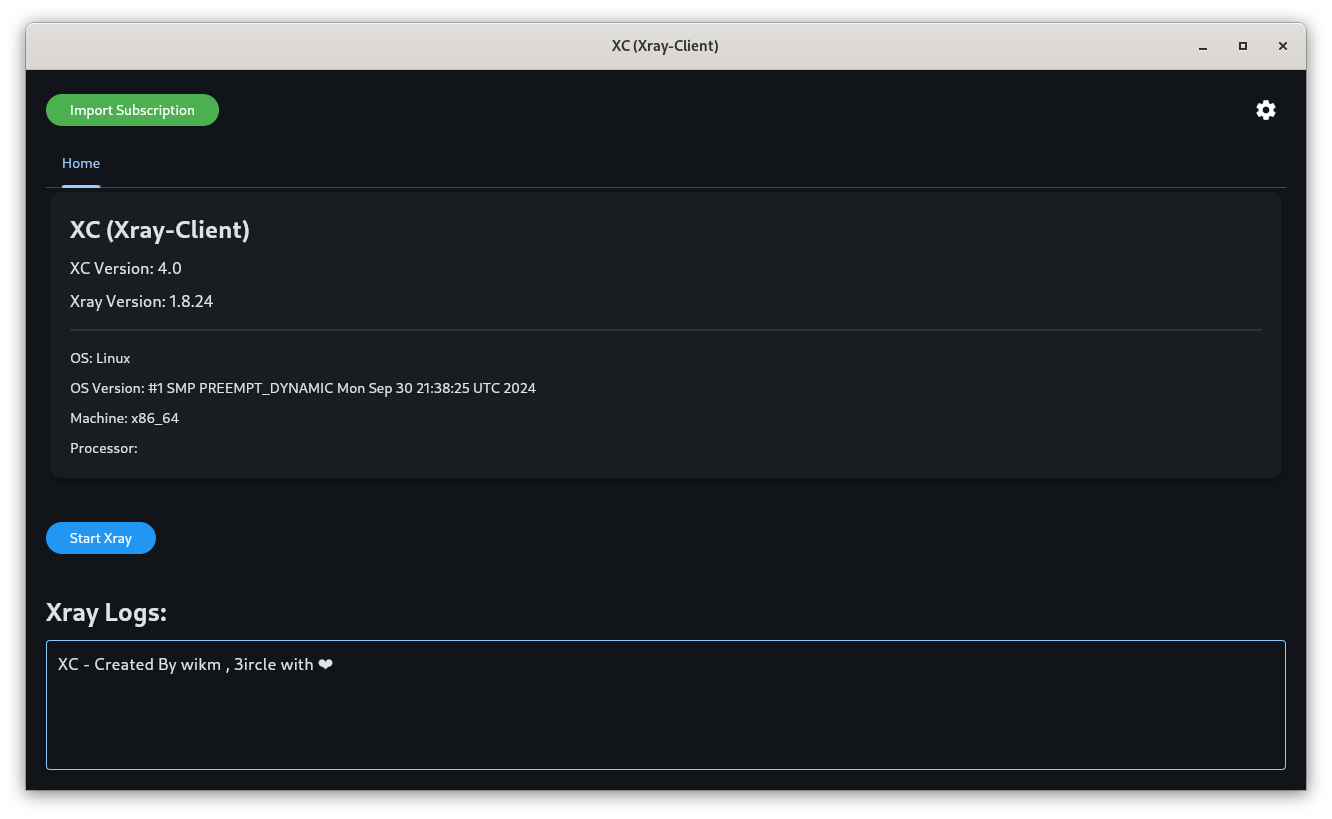 XC (Xray-Client)
Import Subscription
Home
XC (Xray-Client)
XC Version: 4.0
Xray Version: 1.8.24
OS: Linux
OS Version: #1 SMP PREEMPT_DYNAMIC Mon Sep 30 21:38:25 UTC 2024
Machine: x86_64
Processor:
Start Xray
Xray Logs:
XC - Created By wikm , 3ircle with ❤